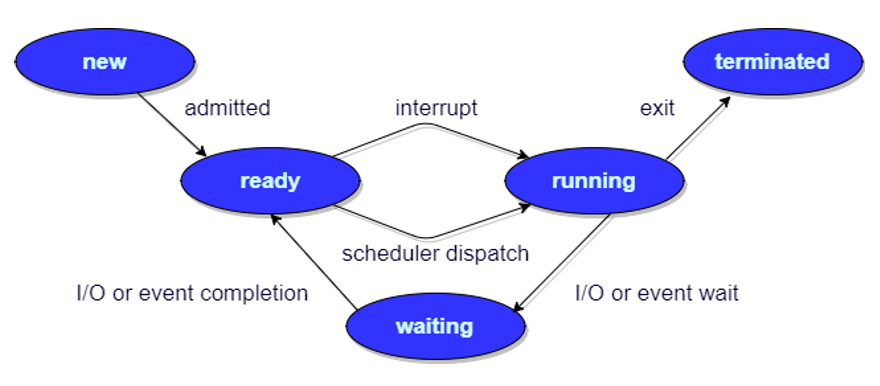 new
terminated
admitted
interrupt
exit
ready
running
scheduler dispatch
I/O or event completion
I/O or event wait
waiting